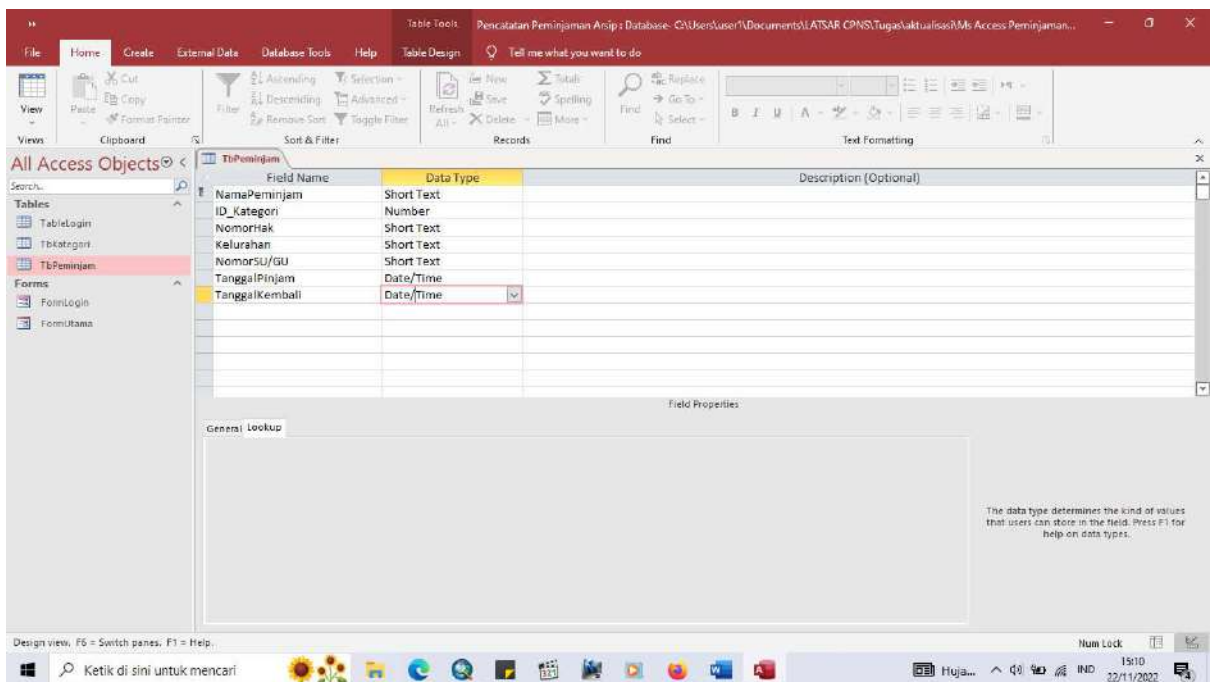 Table Tools Pencatatan Peminjaman Arsip : Database- C:\Users\user1\Documents\LATSAR CPNS\Tugas\aktualisasi\Ms Access Peminjaman...
File Home Create External Data Database Tools Help Table Design Tell me what you want to do
View
Paste
Cut
Copy
Format Painter
Filter
Ascending
Descending
Remove Sort
Selection
Advanced
Toggle Filter
Refresh All
New
Save
Delete
Totals
Spelling
More
Find
Replace
Go To
Select
B I U A
Views Clipboard Sort & Filter Records Find Text Formatting
All Access Objects
Search...
Tables
TableLogin
TbKategori
TbPeminjam
Forms
FormLogin
FormUtama
TbPeminjam
Field Name Data Type Description (Optional)
NamaPeminjam Short Text
ID_Kategori Number
NomorHak Short Text
Kelurahan Short Text
NomorSU/GU Short Text
TanggalPinjam Date/Time
TanggalKembali Date/Time
Field Properties
General Lookup
The data type determines the kind of values
that users can store in the field. Press F1 for
help on data types.
Design view. F6 = Switch panes. F1 = Help.
Num Lock
Ketik di sini untuk mencari
Huja...
IND
15:10
22/11/2022